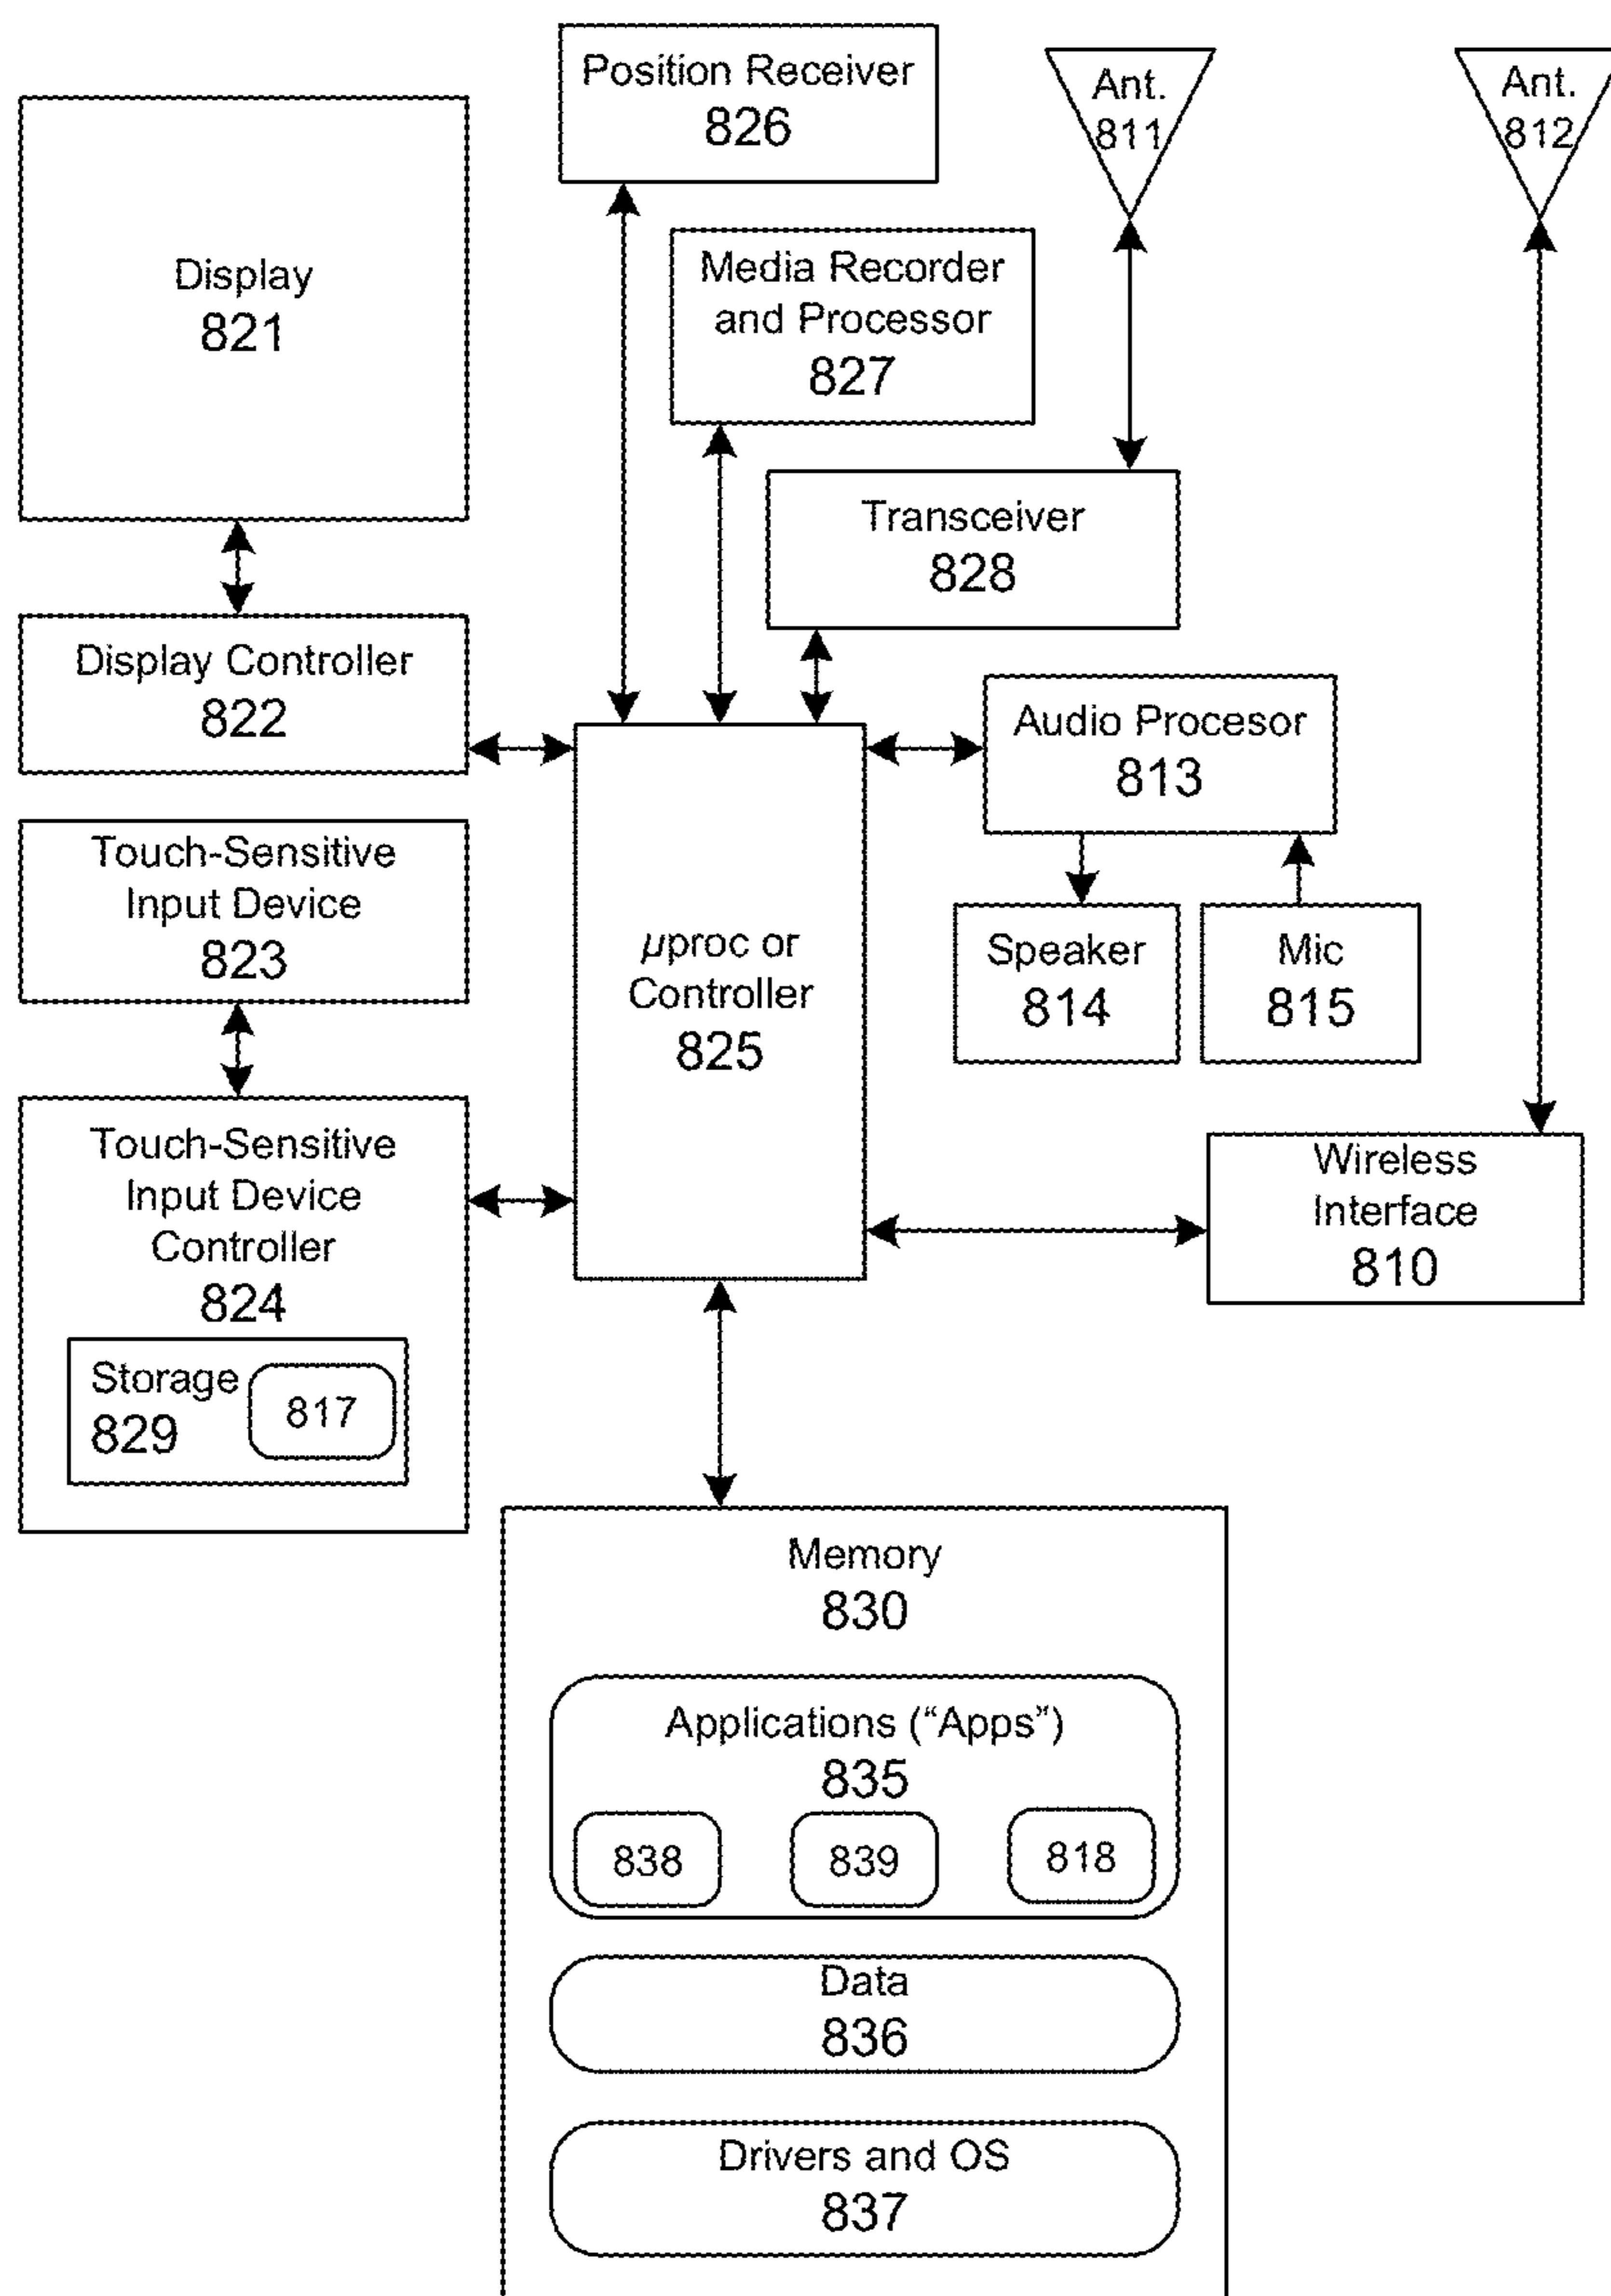 Position Receiver
826
Ant.
811
Ant.
812
Display
821
Media Recorder
and Processor
827
Transceiver
828
Display Controller
822
Audio Procesor
813
Touch-Sensitive
Input Device
823
µproc or
Controller
825
Speaker
814
Mic
815
Touch-Sensitive
Input Device
Controller
824
Storage
829
817
Wireless
Interface
810
Memory
830
Applications (“Apps”)
835
838
839
818
Data
836
Drivers and OS
837